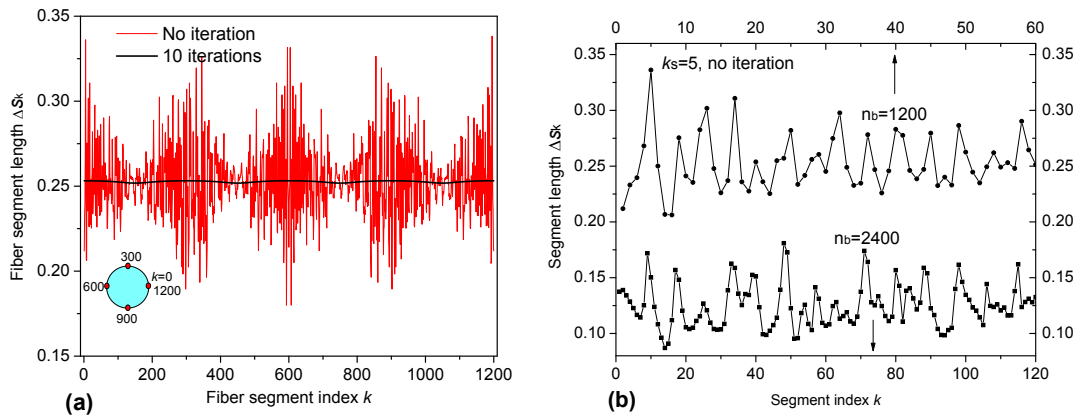 No iteration
10 iterations
0.35
0.30
0.25
0.20
0.15
Fiber segment length Δsk
300
k=0
600
1200
900
0 200 400 600 800 1000 1200
Fiber segment index k
(a)
0 10 20 30 40 50 60
ks=5, no iteration
nb=1200
nb=2400
0.35 0.35
0.30 0.30
0.25 0.25
0.20 0.20
0.15 0.15
0.10 0.10
Segment length Δsk
0 20 40 60 80 100 120
Segment index k
(b)